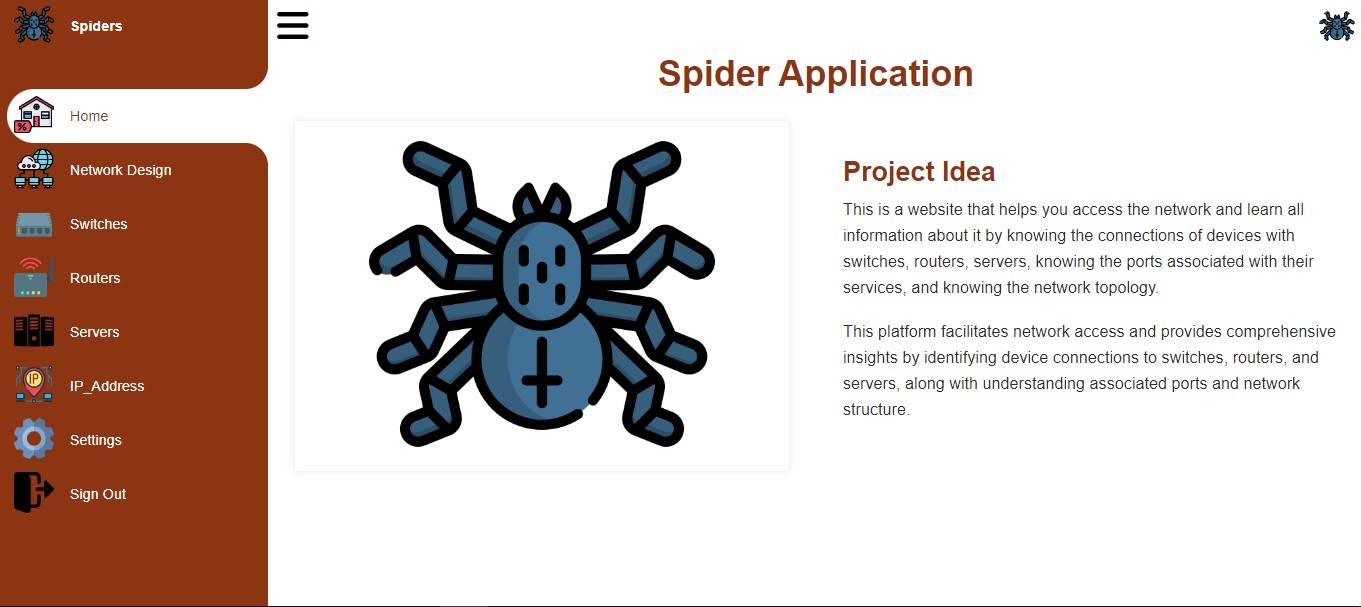 Spiders
Home
Network Design
Switches
Routers
Servers
IP
IP_Address
Settings
Sign Out
%
Spider Application
Project Idea
This is a website that helps you access the network and learn all
information about it by knowing the connections of devices with
switches, routers, servers, knowing the ports associated with their
services, and knowing the network topology.
This platform facilitates network access and provides comprehensive
insights by identifying device connections to switches, routers, and
servers, along with understanding associated ports and network
structure.